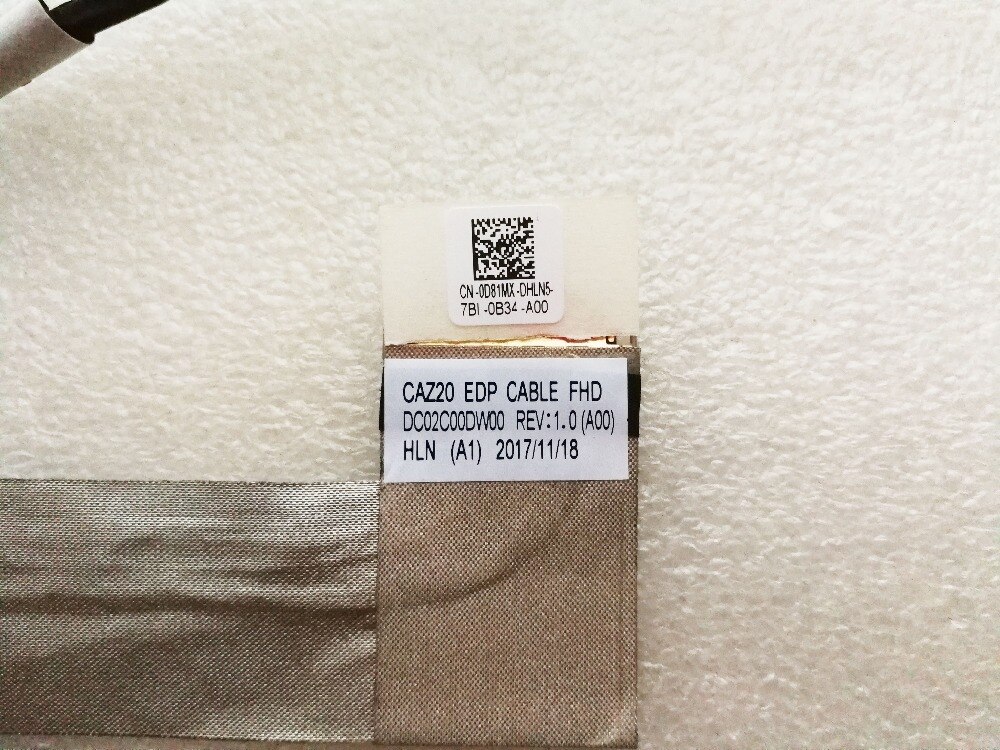 CN-0D81MX-DHLN5-
7BI-0B34-A00
CAZ20 EDP CABLE FHD
DC02C00DW00 REV:1.0(A00)
HLN (A1) 2017/11/18